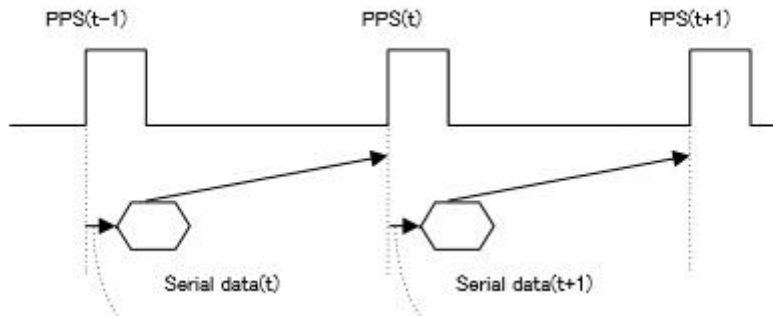 PPS(t-1)
PPS(t)
PPS(t+1)
Serial data(t)
Serial data(t+1)